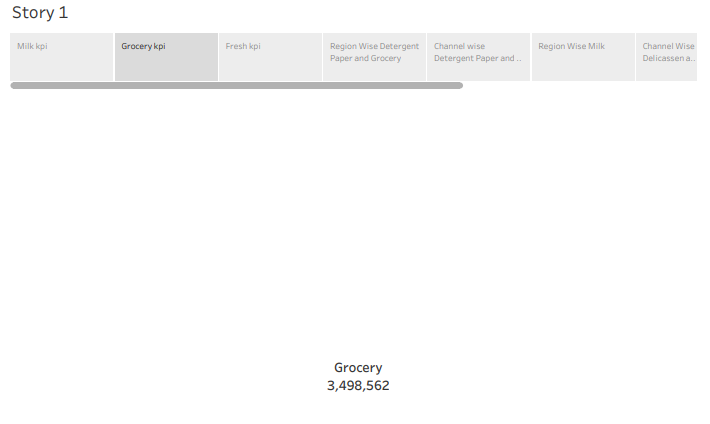 Story 1
Milk kpi
Grocery kpi
Fresh kpi
Region Wise Detergent
Paper and Grocery
Channel wise
Detergent Paper and ..
Region Wise Milk
Channel Wise
Delicassen a..
Grocery
3,498,562